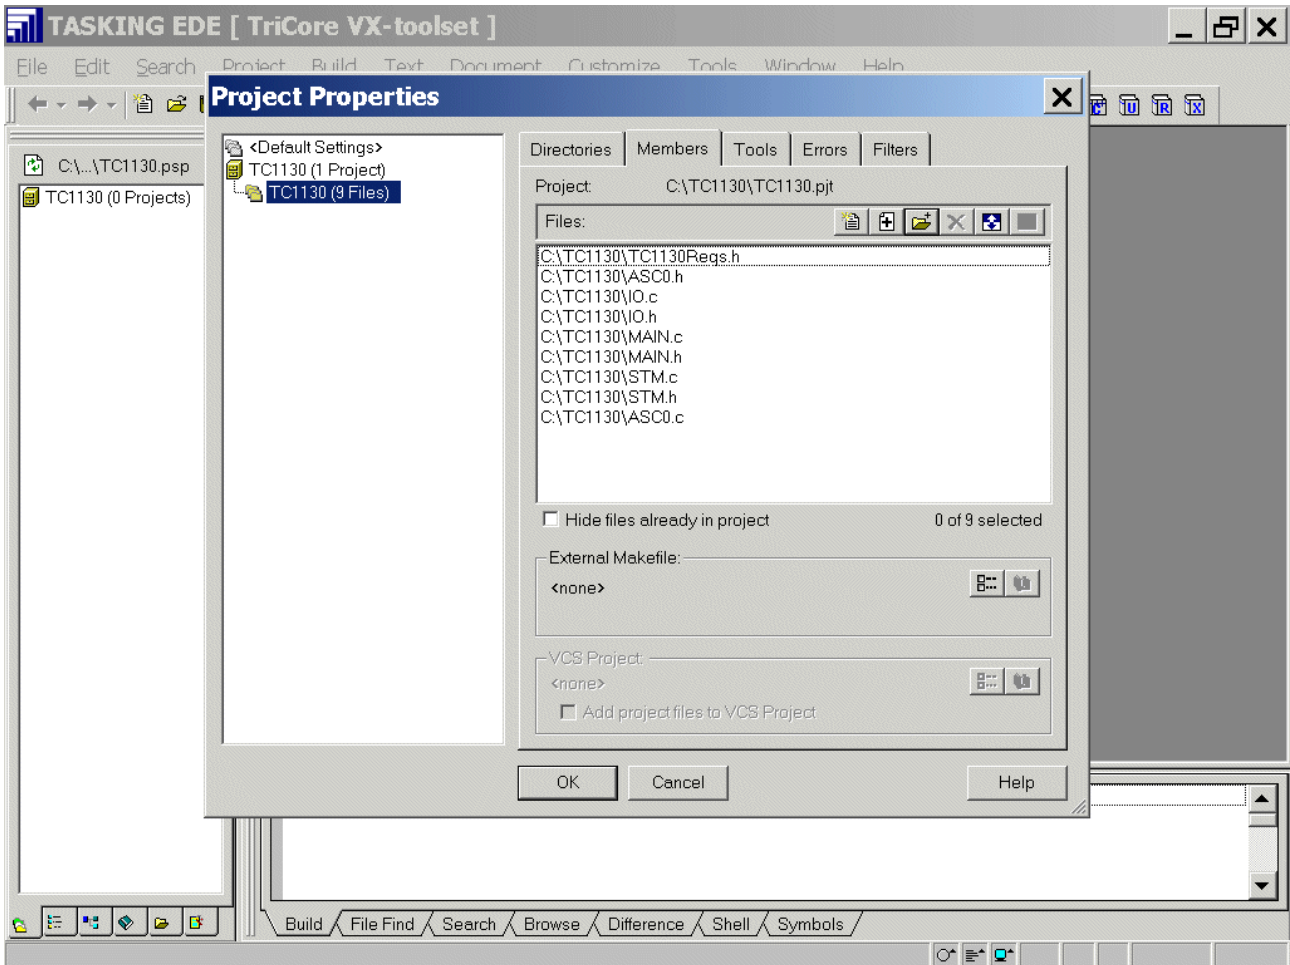 TASKING EDE [ TriCore VX-toolset ]
File Edit Search Project Build Text Document Customize Tools Window Help
Project Properties
C:\...\TC1130.psp
TC1130 (0 Projects)
<Default Settings>
TC1130 (1 Project)
TC1130 (9 Files)
Directories Members Tools Errors Filters
Project: C:\TC1130\TC1130.pjt
Files:
C:\TC1130\TC1130Regs.h
C:\TC1130\ASC0.h
C:\TC1130\IO.c
C:\TC1130\IO.h
C:\TC1130\MAIN.c
C:\TC1130\MAIN.h
C:\TC1130\STM.c
C:\TC1130\STM.h
C:\TC1130\ASC0.c
Hide files already in project 0 of 9 selected
External Makefile:
<none>
VCS Project:
<none>
Add project files to VCS Project
OK Cancel Help
Build File Find Search Browse Difference Shell Symbols